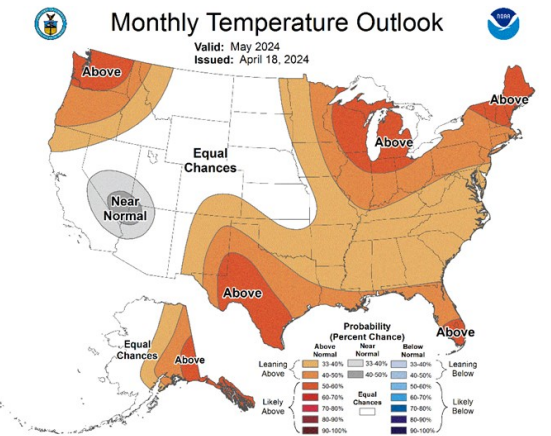 Monthly Temperature Outlook
NOAA
Valid: May 2024
Issued: April 18, 2024
Above
Above
Above
Equal
Chances
Near
Normal
Above
Above
Equal
Chances
Above
Probability
(Percent Chance)
Above
Normal
Near
Normal
Below
Normal
Leaning
Above
33-40%
40-50%
33-40%
40-50%
33-40%
40-50%
Leaning
Below
Likely
Above
50-60%
60-70%
70-80%
80-90%
90-100%
Equal
Chances
50-60%
60-70%
70-80%
80-90%
90-100%
Likely
Below